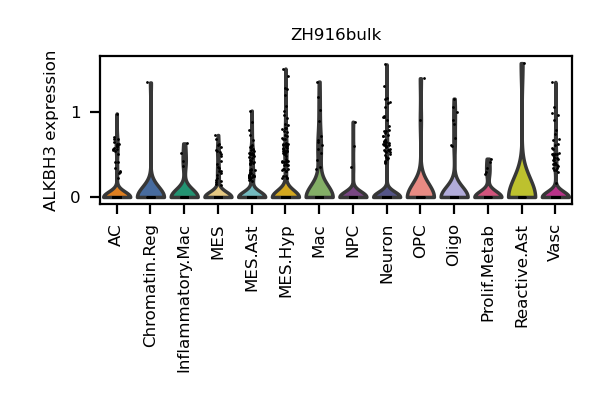 ZH916bulk
ALKBH3 expression
1
0
AC
Chromatin.Reg
Inflammatory.Mac
MES
MES.Ast
MES.Hyp
Mac
NPC
Neuron
OPC
Oligo
Prolif.Metab
Reactive.Ast
Vasc